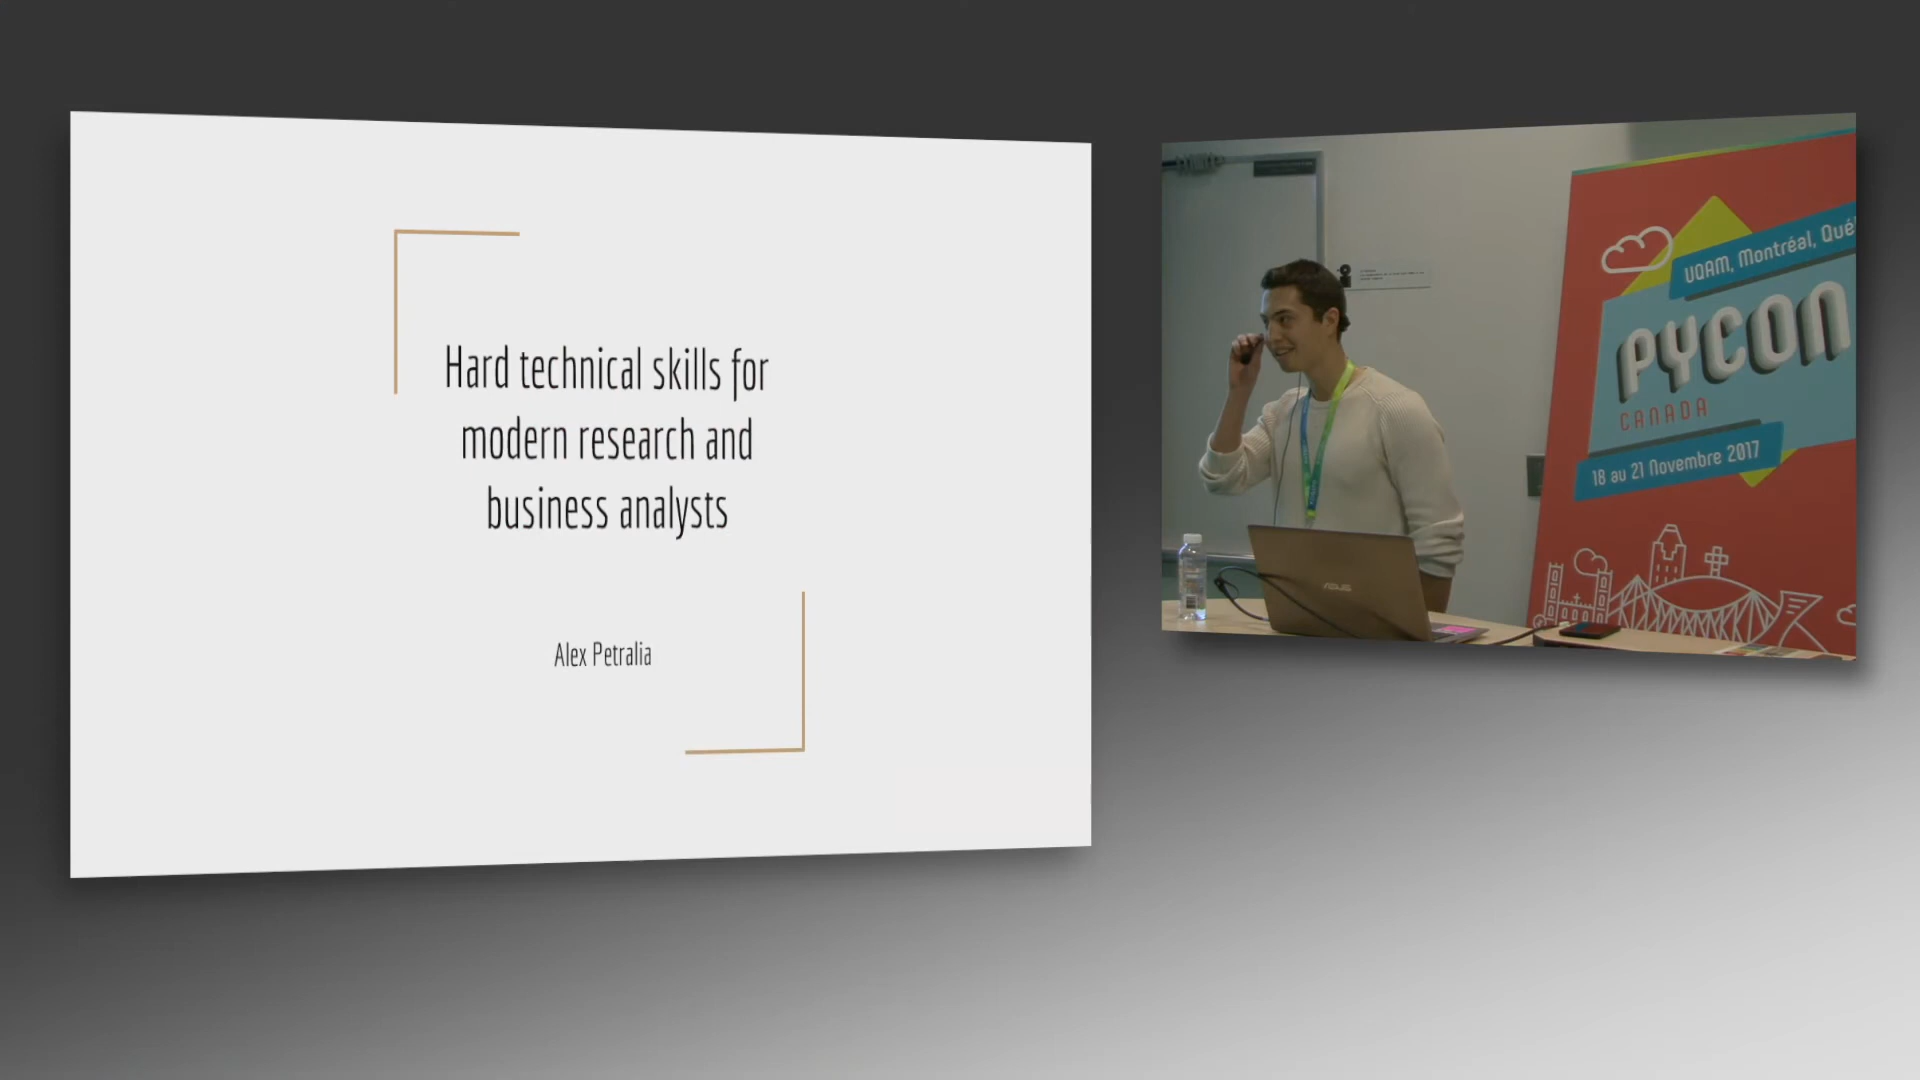 Hard technical skills for
modern research and
business analysts
Alex Petralia
UQAM, Montréal, Qué
PYCON
CANADA
18 au 21 Novembre 2017
ASUS